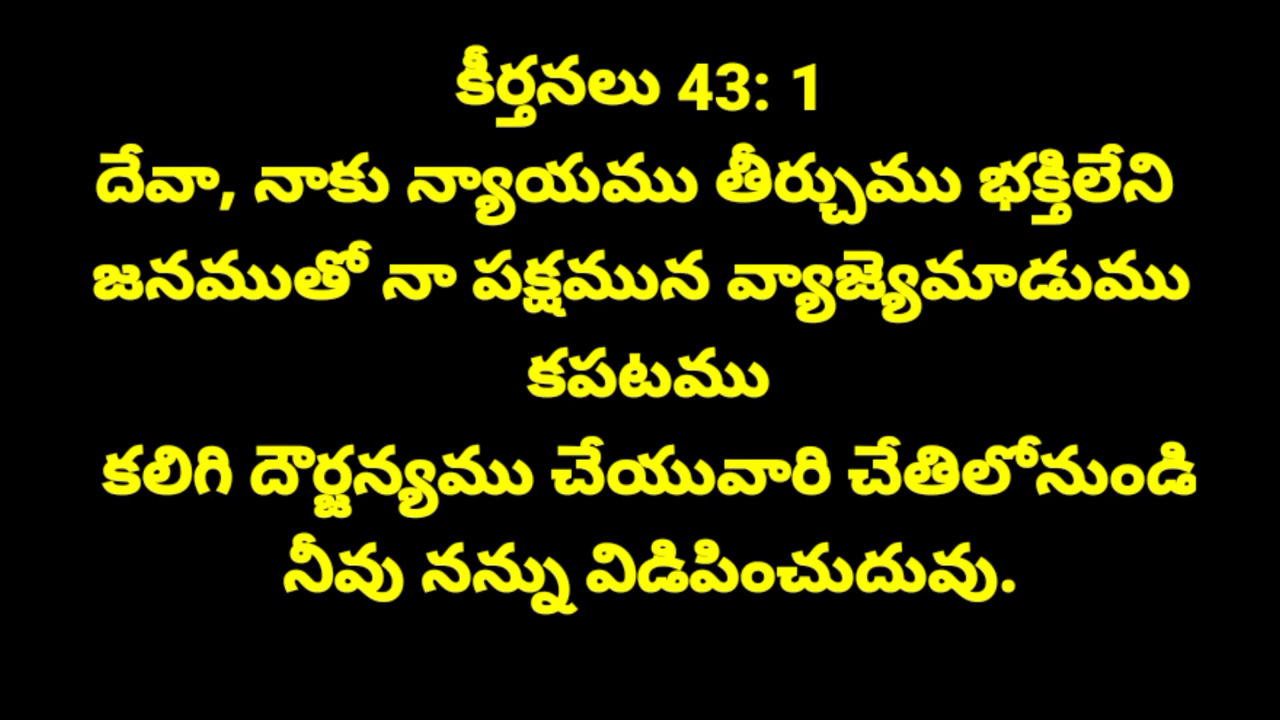 కీర్తనలు 43: 1
దేవా, నాకు న్యాయము తీర్చుము భక్తిలేని
జనముతో నా పక్షమున వ్యాజ్యెమాడుము
కపటము
కలిగి దౌర్జన్యము చేయువారి చేతిలోనుండి
నీవు నన్ను విడిపించుదువు.